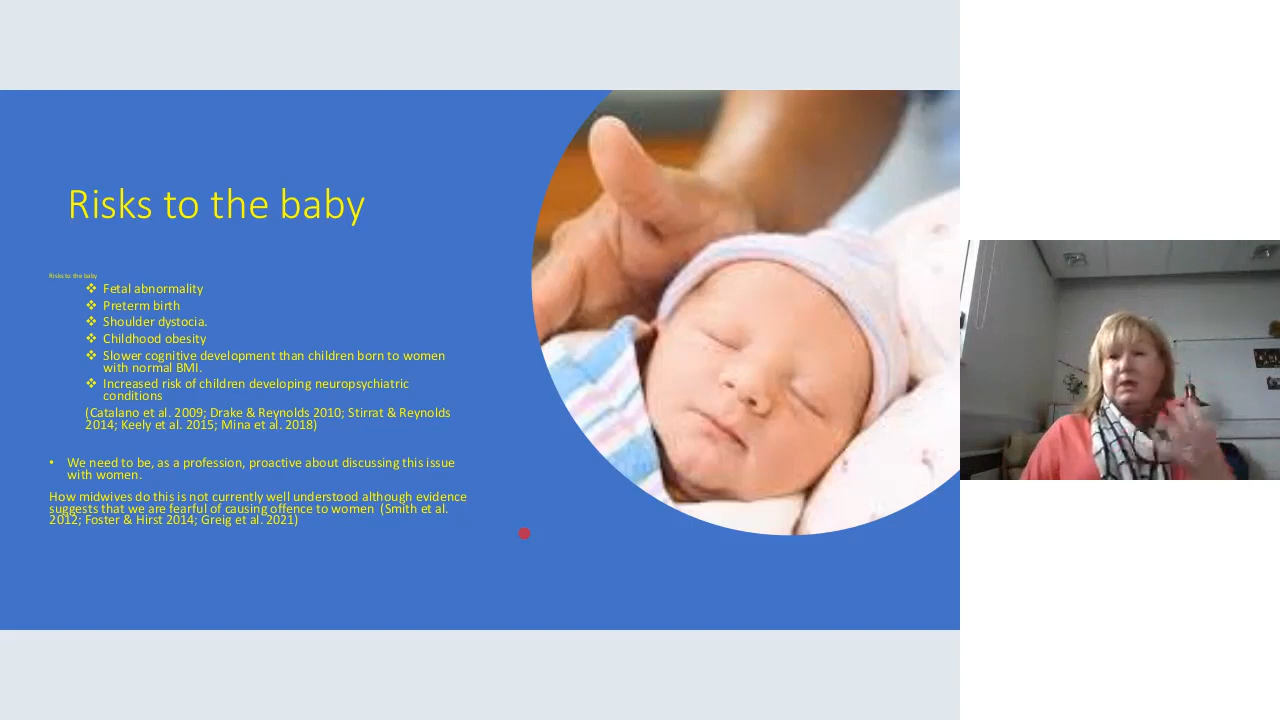 Risks to the baby
Risks to the baby
❖ Fetal abnormality
❖ Preterm birth
❖ Shoulder dystocia.
❖ Childhood obesity
❖ Slower cognitive development than children born to women
with normal BMI.
❖ Increased risk of children developing neuropsychiatric
conditions
(Catalano et al. 2009; Drake & Reynolds 2010; Stirrat & Reynolds
2014; Keely et al. 2015; Mina et al. 2018)
• We need to be, as a profession, proactive about discussing this issue
with women.
How midwives do this is not currently well understood although evidence
suggests that we are fearful of causing offence to women (Smith et al.
2012; Foster & Hirst 2014; Greig et al. 2021)